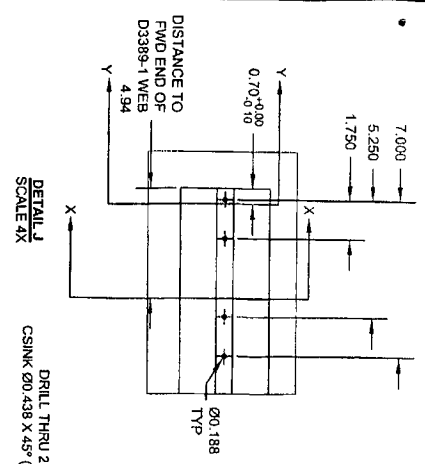 7.000
5.250
1.750
0.70 +0.00 -0.10
Y
Y
X
X
DISTANCE TO
FWD END OF
D3389-1 WEB
4.94
Ø0.188
TYP
DETAIL J
SCALE 4X
DRILL THRU 2
CSINK Ø0.438 X 45° (